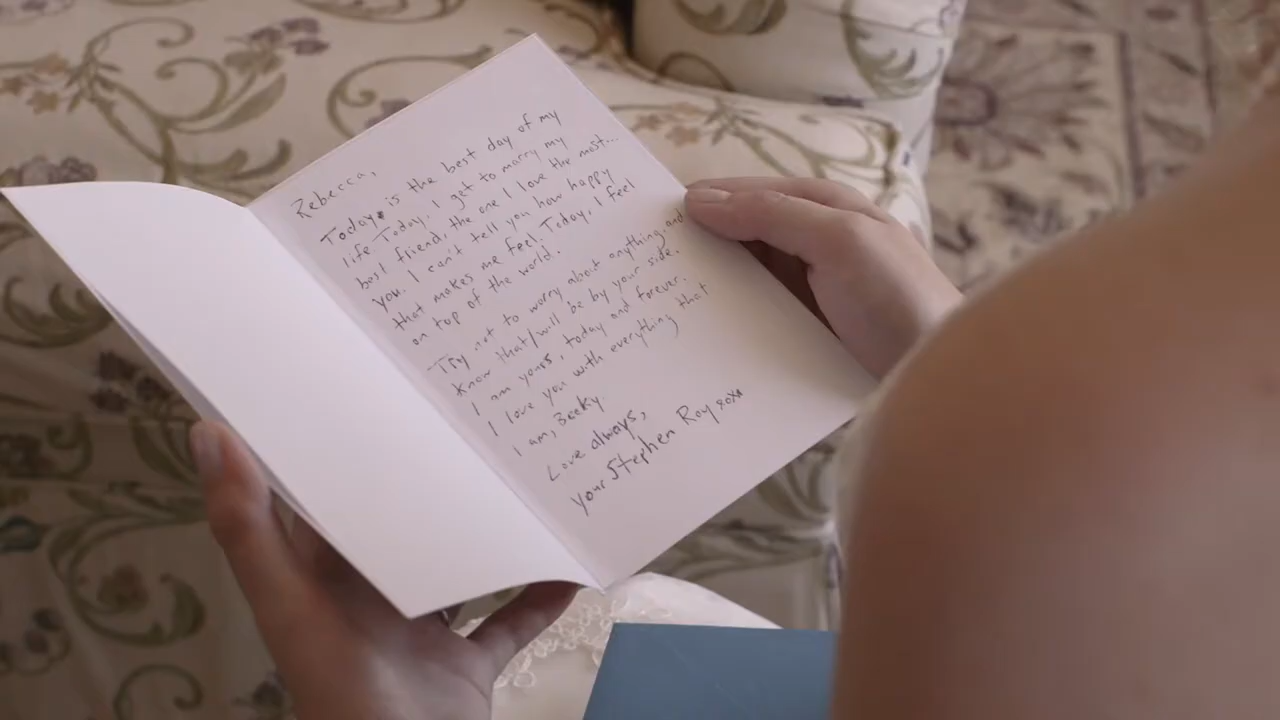 Rebecca,
Today is the best day of my
life. Today, I get to marry my
best friend, the one I love the most...
you. I can't tell you how happy
that makes me feel. Today, I feel
on top of the world.
Try not to worry about anything, and
know that I will be by your side.
I am yours, today and forever.
I love you with everything that
I am, Becky.
Love always,
your Stephen Roy xoxx